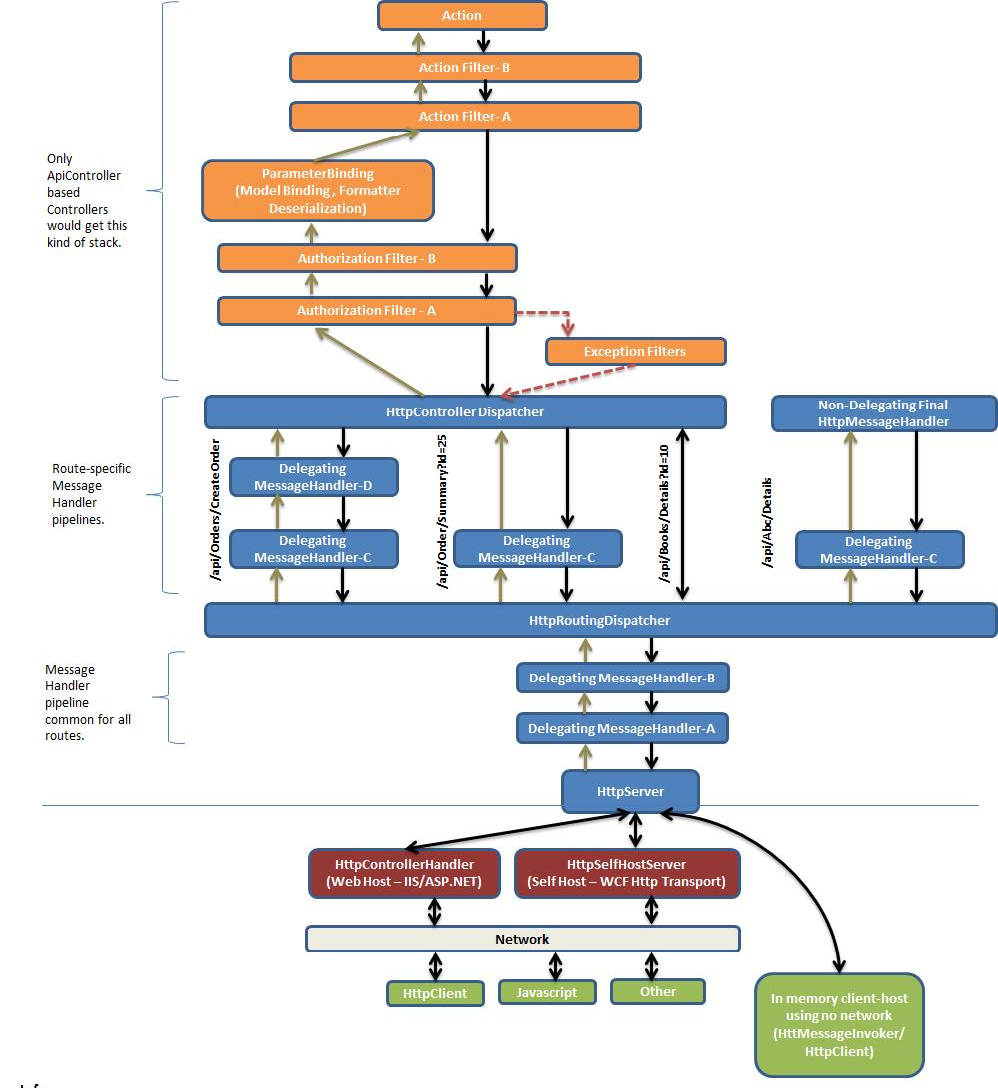 Action
Action Filter- B
Action Filter- A
Only
ApiController
based
Controllers
would get this
kind of stack.
ParameterBinding
(Model Binding, Formatter
Deserialization)
Authorization Filter - B
Authorization Filter - A
Exception Filters
HttpController Dispatcher
Non-Delegating Final
HttpMessageHandler
Route-specific
Message
Handler
pipelines.
/api/Orders/CreateOrder
Delegating
MessageHandler-D
Delegating
MessageHandler-C
/api/Order/Summary?Id=25
Delegating
MessageHandler-C
/api/Books/Details?Id=10
/api/Abc/Details
Delegating
MessageHandler-C
HttpRoutingDispatcher
Message
Handler
pipeline
common for all
routes.
Delegating MessageHandler-B
Delegating MessageHandler-A
HttpServer
HttpControllerHandler
(Web Host – IIS/ASP.NET)
HttpSelfHostServer
(Self Host – WCF Http Transport)
Network
HttpClient
Javascript
Other
In memory client-host
using no network
(HttMessageInvoker/
HttpClient)